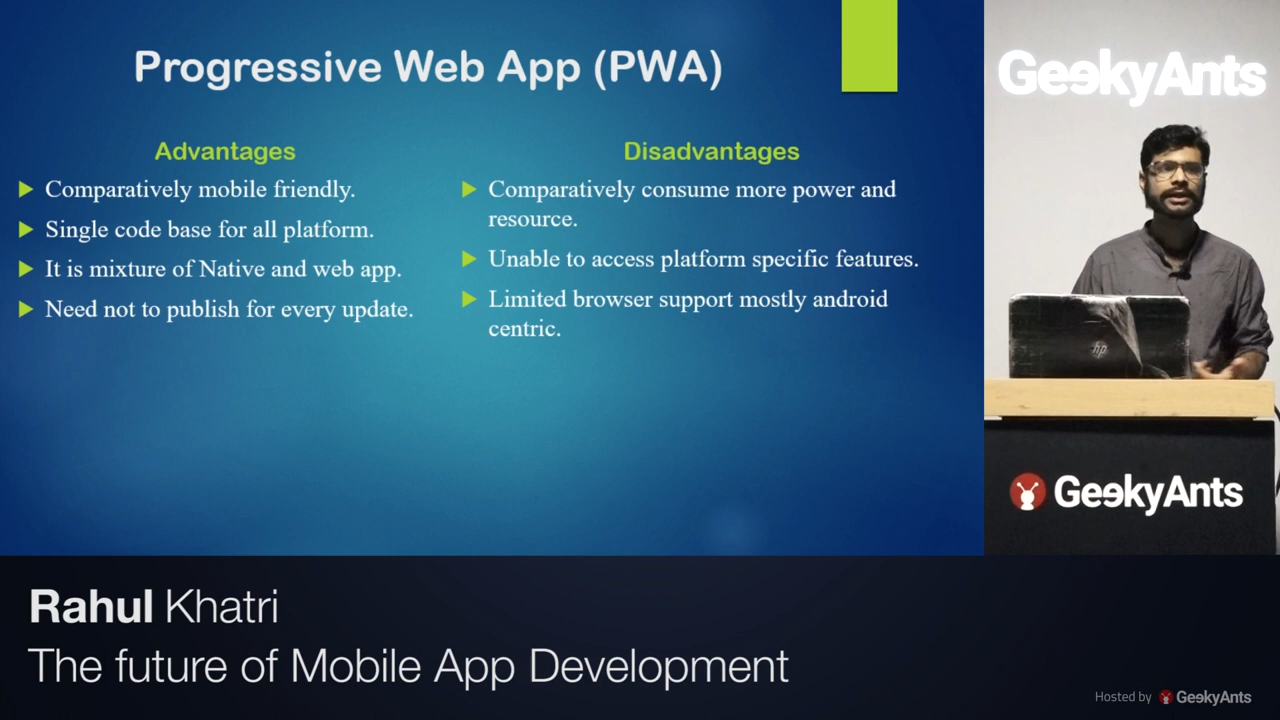 Progressive Web App (PWA)
Advantages
Comparatively mobile friendly.
Single code base for all platform.
It is mixture of Native and web app.
Need not to publish for every update.
Disadvantages
Comparatively consume more power and
resource.
Unable to access platform specific features.
Limited browser support mostly android
centric.
GeekyAnts
hp
GeekyAnts
Rahul Khatri
The future of Mobile App Development
Hosted by GeekyAnts